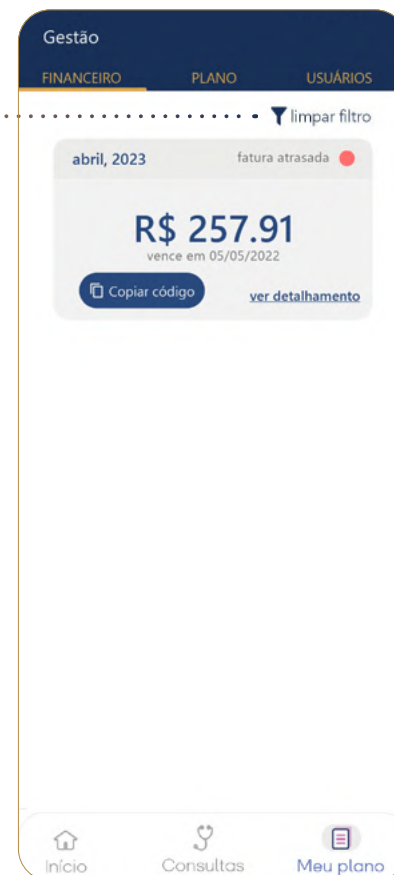 Gestão
FINANCEIRO PLANO USUÁRIOS
limpar filtro
abril, 2023 fatura atrasada
R$ 257.91
vence em 05/05/2022
Copiar código ver detalhamento
Início Consultas Meu plano